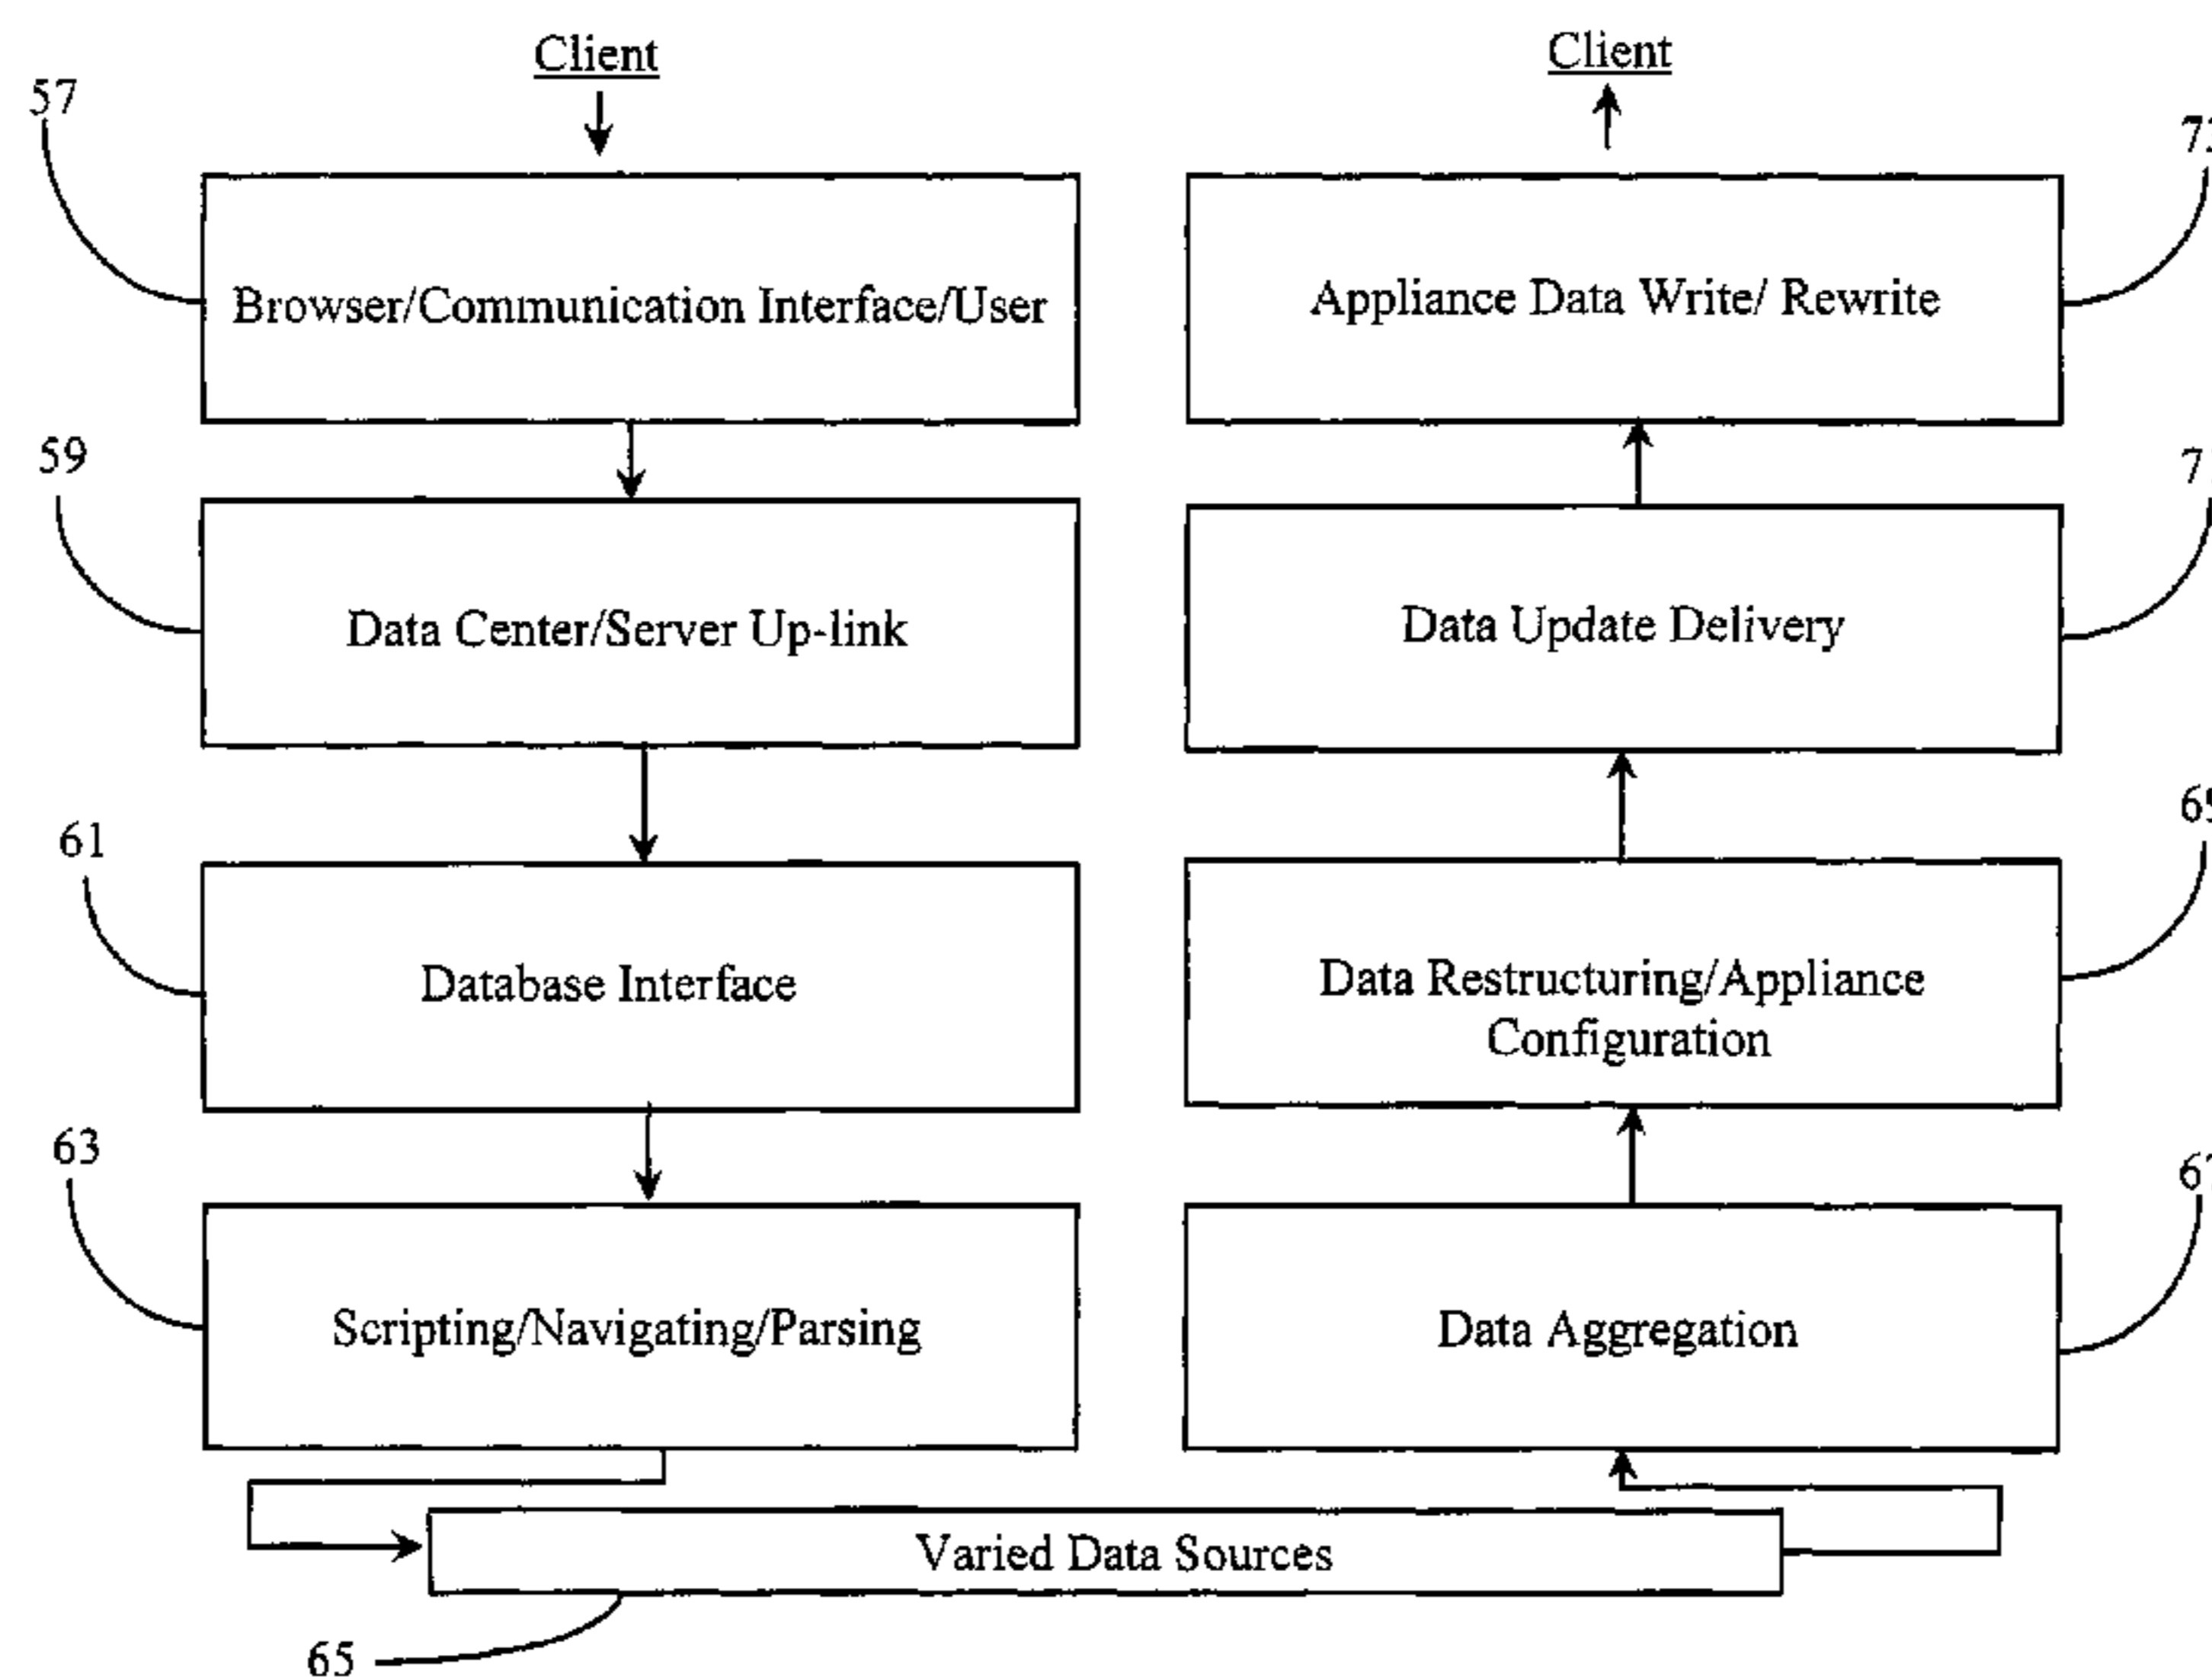 Client
57
Browser/Communication Interface/User
59
Data Center/Server Up-link
61
Database Interface
63
Scripting/Navigating/Parsing
Varied Data Sources
65
Client
Appliance Data Write/ Rewrite
Data Update Delivery
Data Restructuring/Appliance
Configuration
Data Aggregation